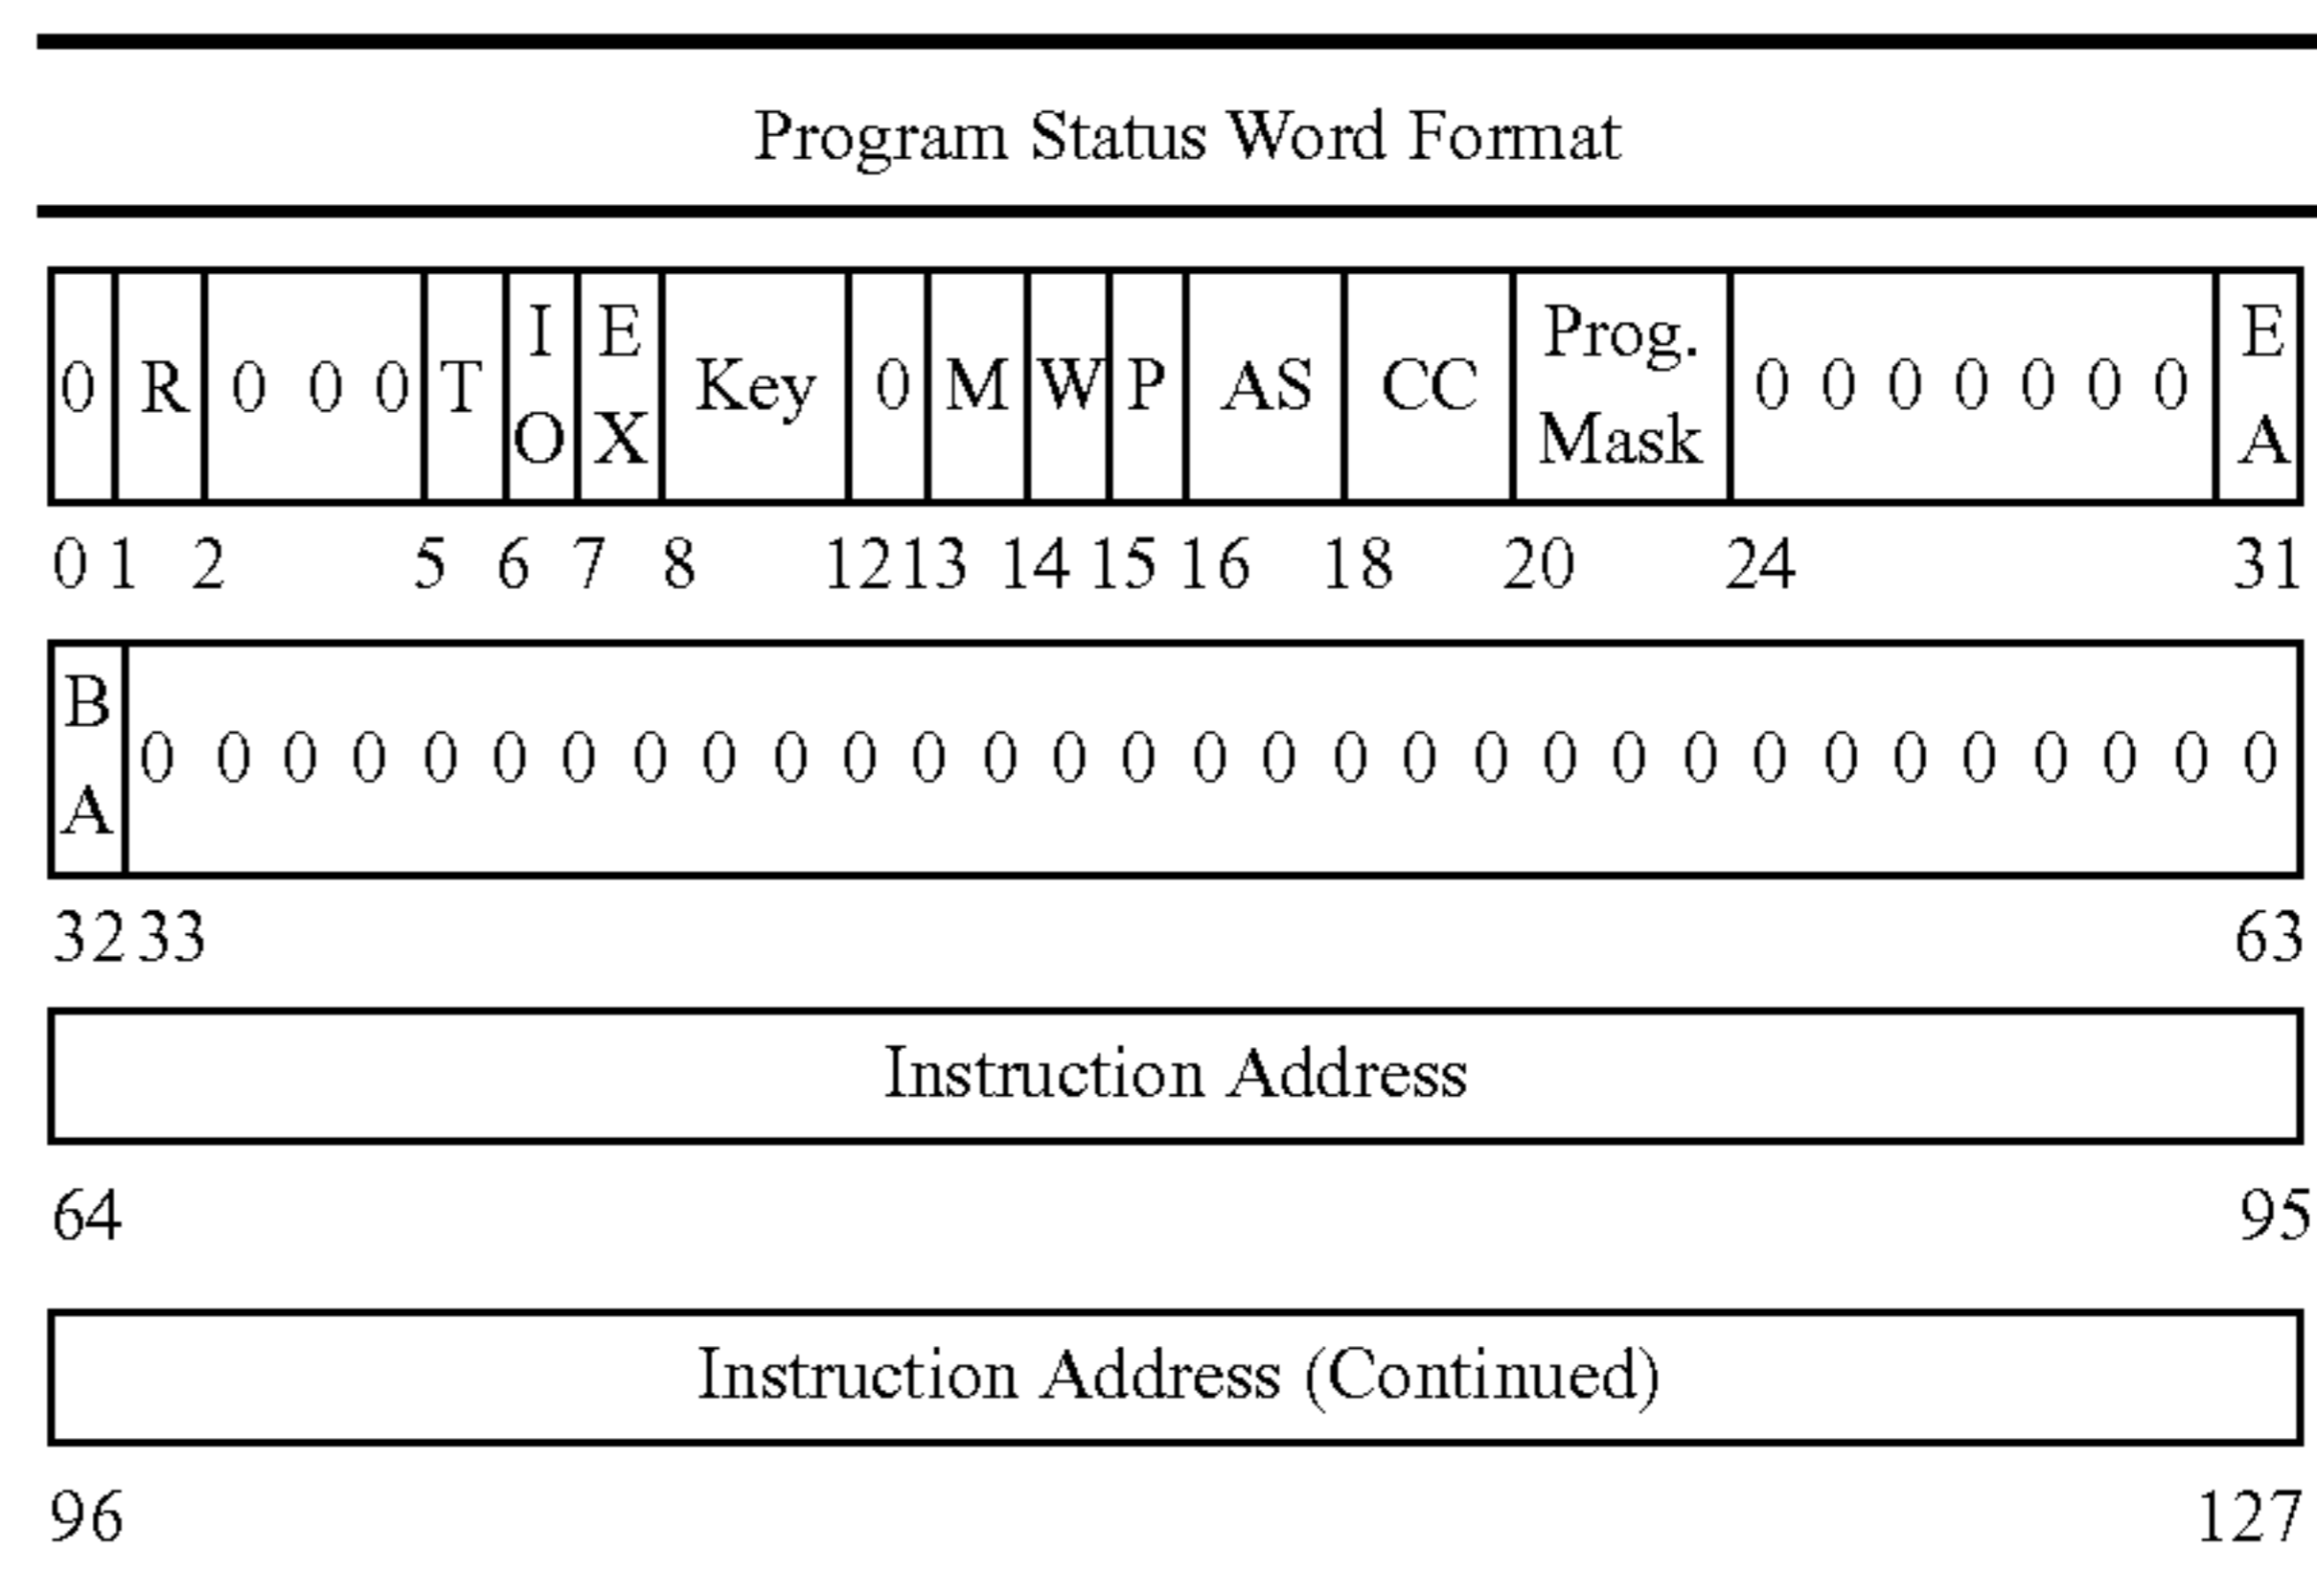 Program Status Word Format
0 R 0 0 0 T IO EX Key 0 M W P AS CC Prog. Mask 0 0 0 0 0 0 0 EA
0 1 2 5 6 7 8 12 13 14 15 16 18 20 24 31
BA 0 0 0 0 0 0 0 0 0 0 0 0 0 0 0 0 0 0 0 0 0 0 0 0 0 0 0 0 0 0 0
32 33 63
Instruction Address
64 95
Instruction Address (Continued)
96 127